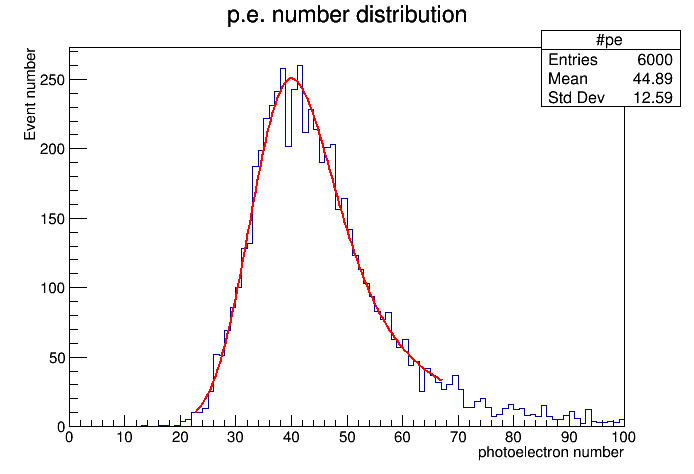 p.e. number distribution
#pe
Entries 6000
Mean 44.89
Std Dev 12.59
Event number
250
200
150
100
50
0
0 10 20 30 40 50 60 70 80 90 100
photoelectron number